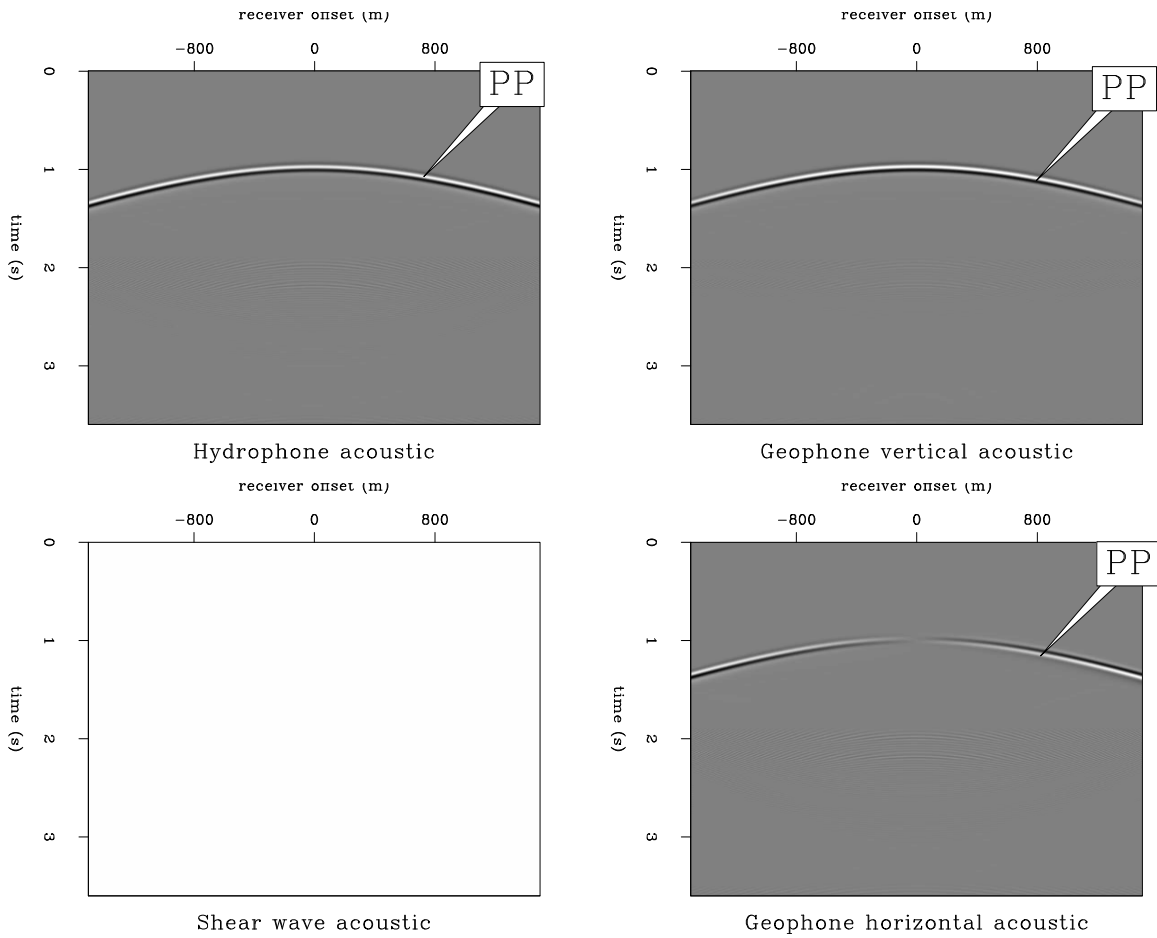 receiver offset (m)
-800 0 800
PP
0
1
2
3
time (s)
Hydrophone acoustic
receiver offset (m)
-800 0 800
PP
0
1
2
3
time (s)
Geophone vertical acoustic
receiver offset (m)
-800 0 800
0
1
2
3
time (s)
Shear wave acoustic
receiver offset (m)
-800 0 800
PP
0
1
2
3
time (s)
Geophone horizontal acoustic